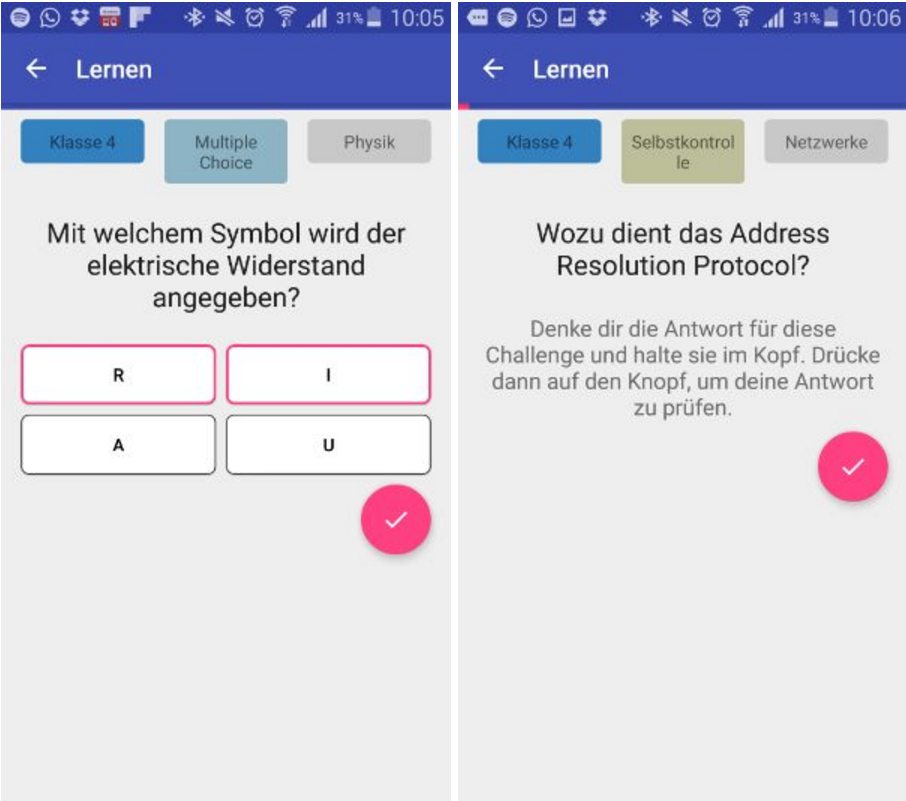 31% 10:05
Lernen
Klasse 4
Multiple
Choice
Physik
Mit welchem Symbol wird der
elektrische Widerstand
angegeben?
R
I
A
U
31% 10:06
Lernen
Klasse 4
Selbstkontrol
le
Netzwerke
Wozu dient das Address
Resolution Protocol?
Denke dir die Antwort für diese
Challenge und halte sie im Kopf. Drücke
dann auf den Knopf, um deine Antwort
zu prüfen.